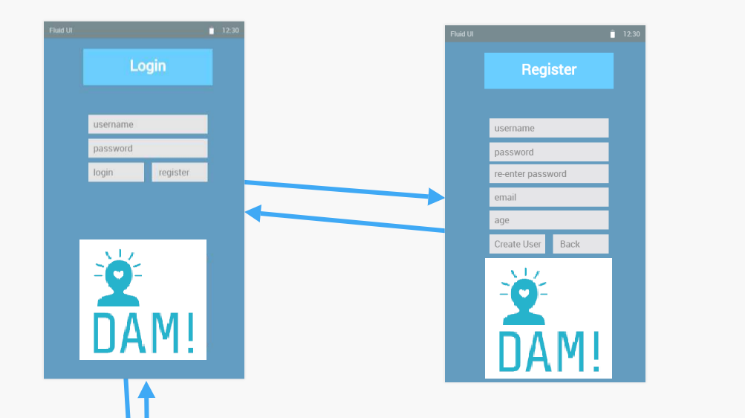 Fluid UI 12:30
Login
username
password
login register
DAM!
Fluid UI 12:30
Register
username
password
re-enter password
email
age
Create User Back
DAM!